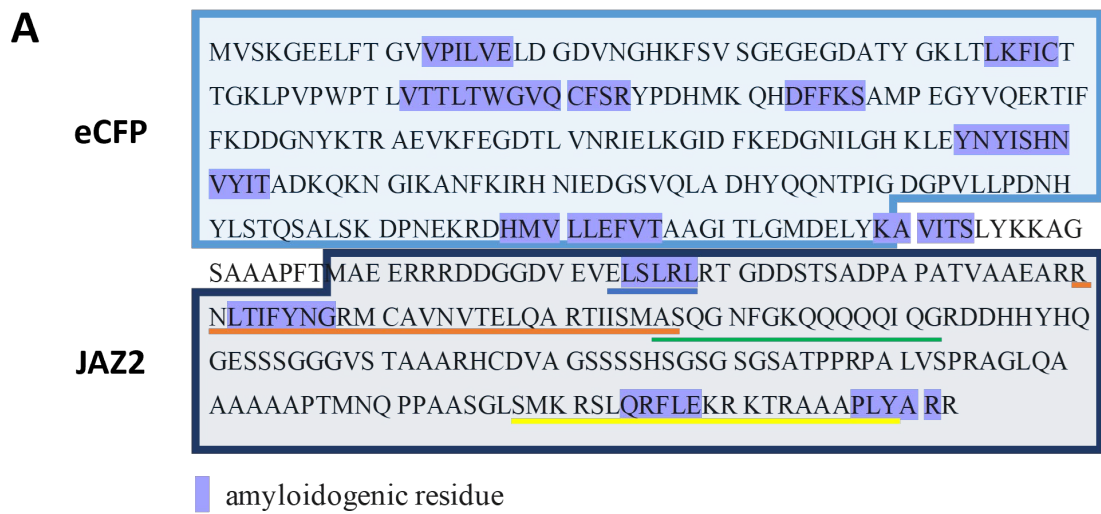 A
MVSKGEELFT GVVPILVELD GDVNGHKFSV SGEGEGDATY GKLTLKFICT
TGKLPVPWPT LVTTLTWGVQ CFSRYPDHMK QHDFFKSAMP EGYVQERTIF
eCFP
FKDDGNYKTR AEVKFEGDTL VNRIELKGID FKEDGNILGH KLEYNYISHN
VYITADKQKN GIKANFKIRH NIEDGSVQLA DHYQQNTPIG DGPVLLPDNH
YLSTQSALSK DPNEKRDHMV LLEFVTAAGI TLGMDELYKA VITSLYKKAG
SAAAPFTMAE ERRRDDGGDV EVELSLRLRT GDDSTSADPA PATVAAEARR
NLTIFYNGRM CAVNVTELQA RTIISMASQG NFGKQQQQQI QGRDDHHYHQ
JAZ2
GESSSGGGVS TAAARHCDVA GSSSSHSGSG SGSATPPRPA LVSPRAGLQA
AAAAAPTMNQ PPAASGLSMK RSLQRFLEKR KTRAAAPLYA RR
amyloidogenic residue